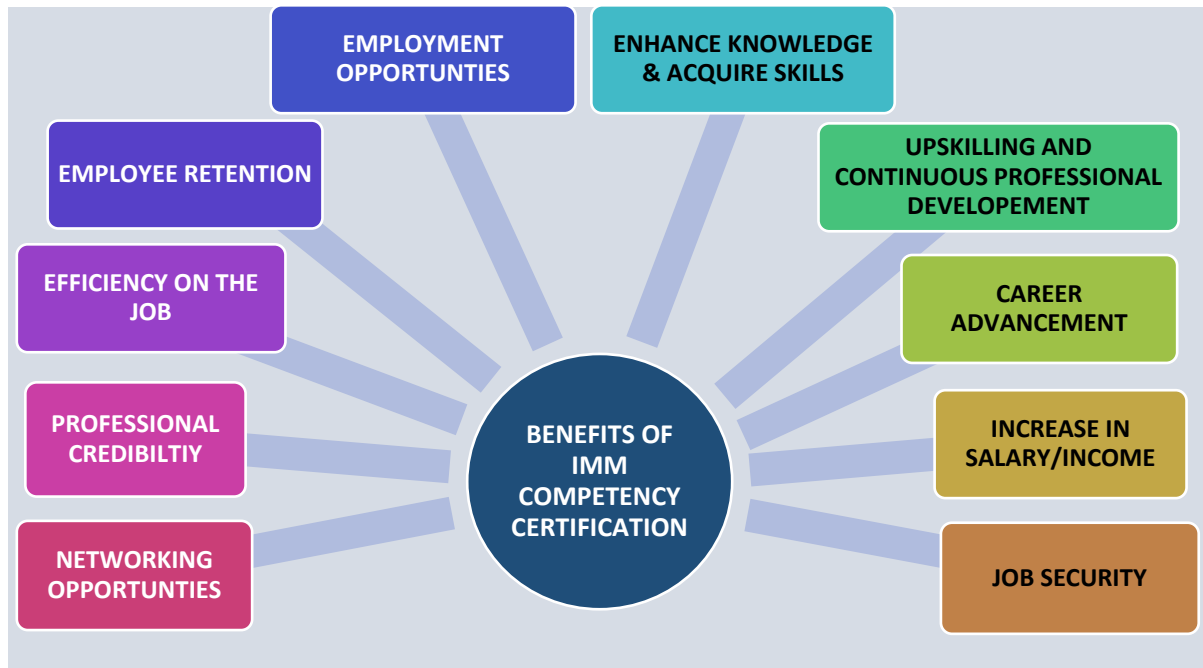 EMPLOYMENT
OPPORTUNTIES
ENHANCE KNOWLEDGE
& ACQUIRE SKILLS
EMPLOYEE RETENTION
UPSKILLING AND
CONTINUOUS PROFESSIONAL
DEVELOPEMENT
EFFICIENCY ON THE
JOB
CAREER
ADVANCEMENT
PROFESSIONAL
CREDIBILTIY
BENEFITS OF
IMM
COMPETENCY
CERTIFICATION
INCREASE IN
SALARY/INCOME
NETWORKING
OPPORTUNTIES
JOB SECURITY